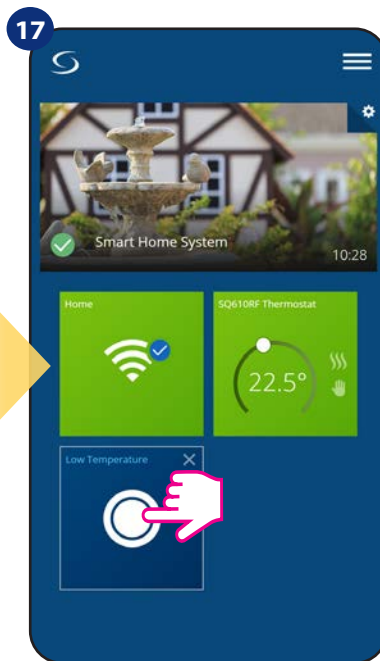 17
Smart Home System
10:28
Home
SQ610RF Thermostat
22.5°
Low Temperature